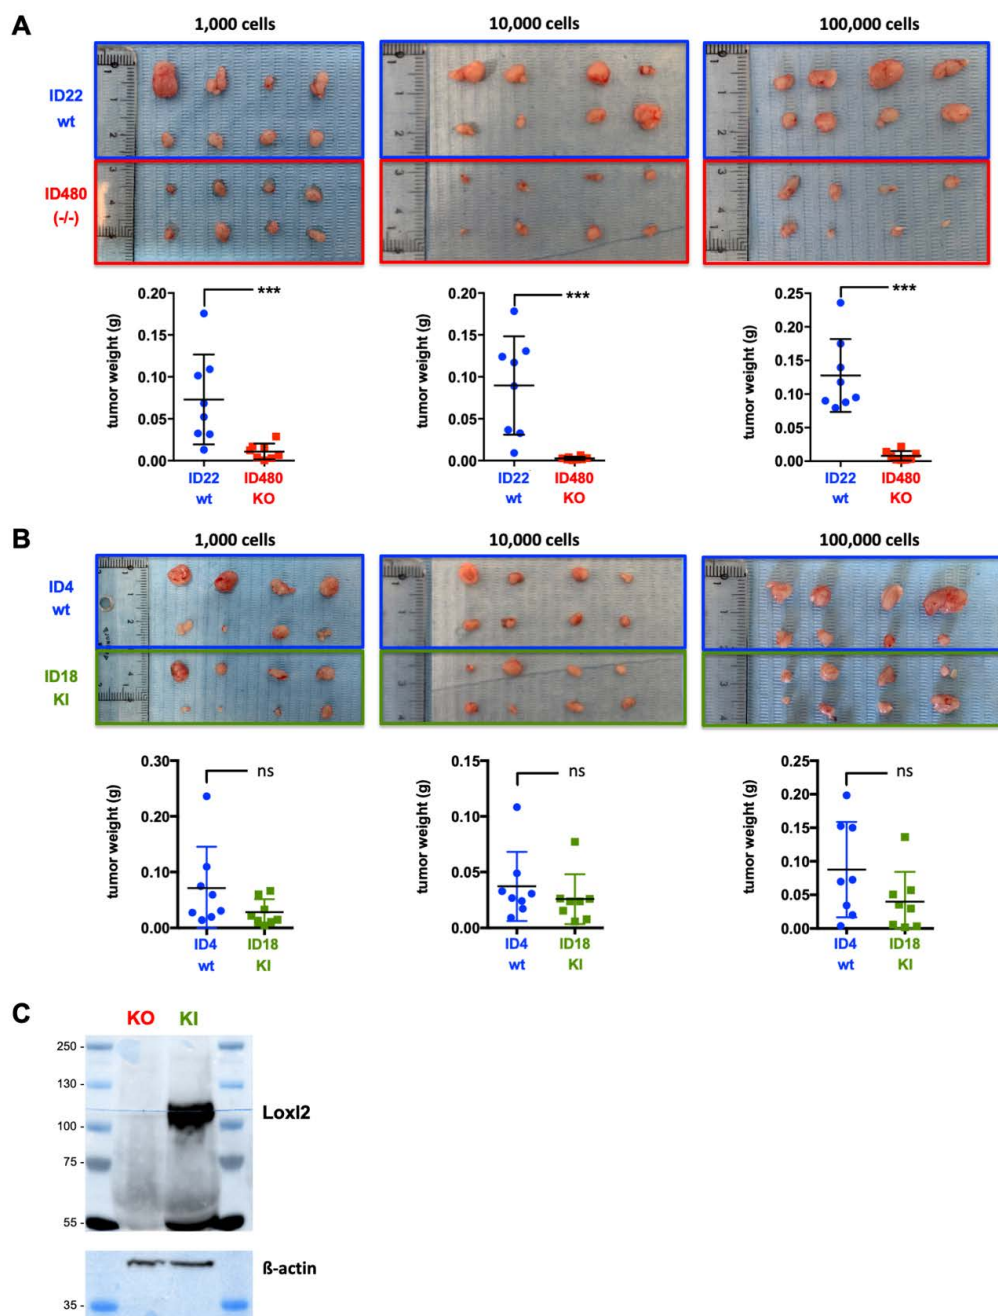 A
1,000 cells
10,000 cells
100,000 cells
ID22
wt
ID480
(-/-)
tumor weight (g)
0.20
0.15
0.10
0.05
0.00
***
ID22
wt
ID480
KO
tumor weight (g)
0.20
0.15
0.10
0.05
0.00
***
ID22
wt
ID480
KO
tumor weight (g)
0.25
0.20
0.15
0.10
0.05
0.00
***
ID22
wt
ID480
KO
B
1,000 cells
10,000 cells
100,000 cells
ID4
wt
ID18
KI
tumor weight (g)
0.30
0.20
0.10
0.00
ns
ID4
wt
ID18
KI
tumor weight (g)
0.15
0.10
0.05
0.00
ns
ID4
wt
ID18
KI
tumor weight (g)
0.25
0.20
0.15
0.10
0.05
0.00
ns
ID4
wt
ID18
KI
C
KO KI
250 -
130 -
100 -
75 -
55 -
Loxl2
ß-actin
35 -